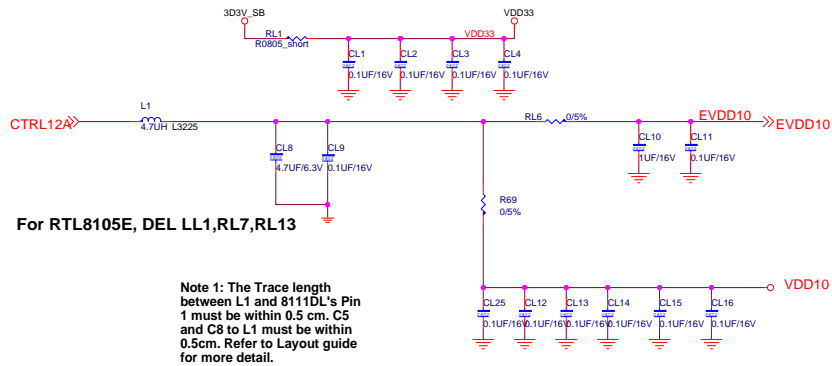 3D3V_SB
VDD33
RL1
R0805_short
VDD33
CL1
CL2
CL3
CL4
0.1UF/16V
0.1UF/16V
0.1UF/16V
0.1UF/16V
CTRL12A
L1
4.7UH L3225
RL6
0/5%
EVDD10
EVDD10
CL8
4.7UF/6.3V
CL9
0.1UF/16V
CL10
1UF/16V
CL11
0.1UF/16V
R69
0/5%
For RTL8105E, DEL LL1,RL7,RL13
Note 1: The Trace length
between L1 and 8111DL's Pin
1 must be within 0.5 cm. C5
and C8 to L1 must be within
0.5cm. Refer to Layout guide
for more detail.
VDD10
CL25
CL12
CL13
CL14
CL15
CL16
0.1UF/16V
0.1UF/16V
0.1UF/16V
0.1UF/16V
0.1UF/16V
0.1UF/16V